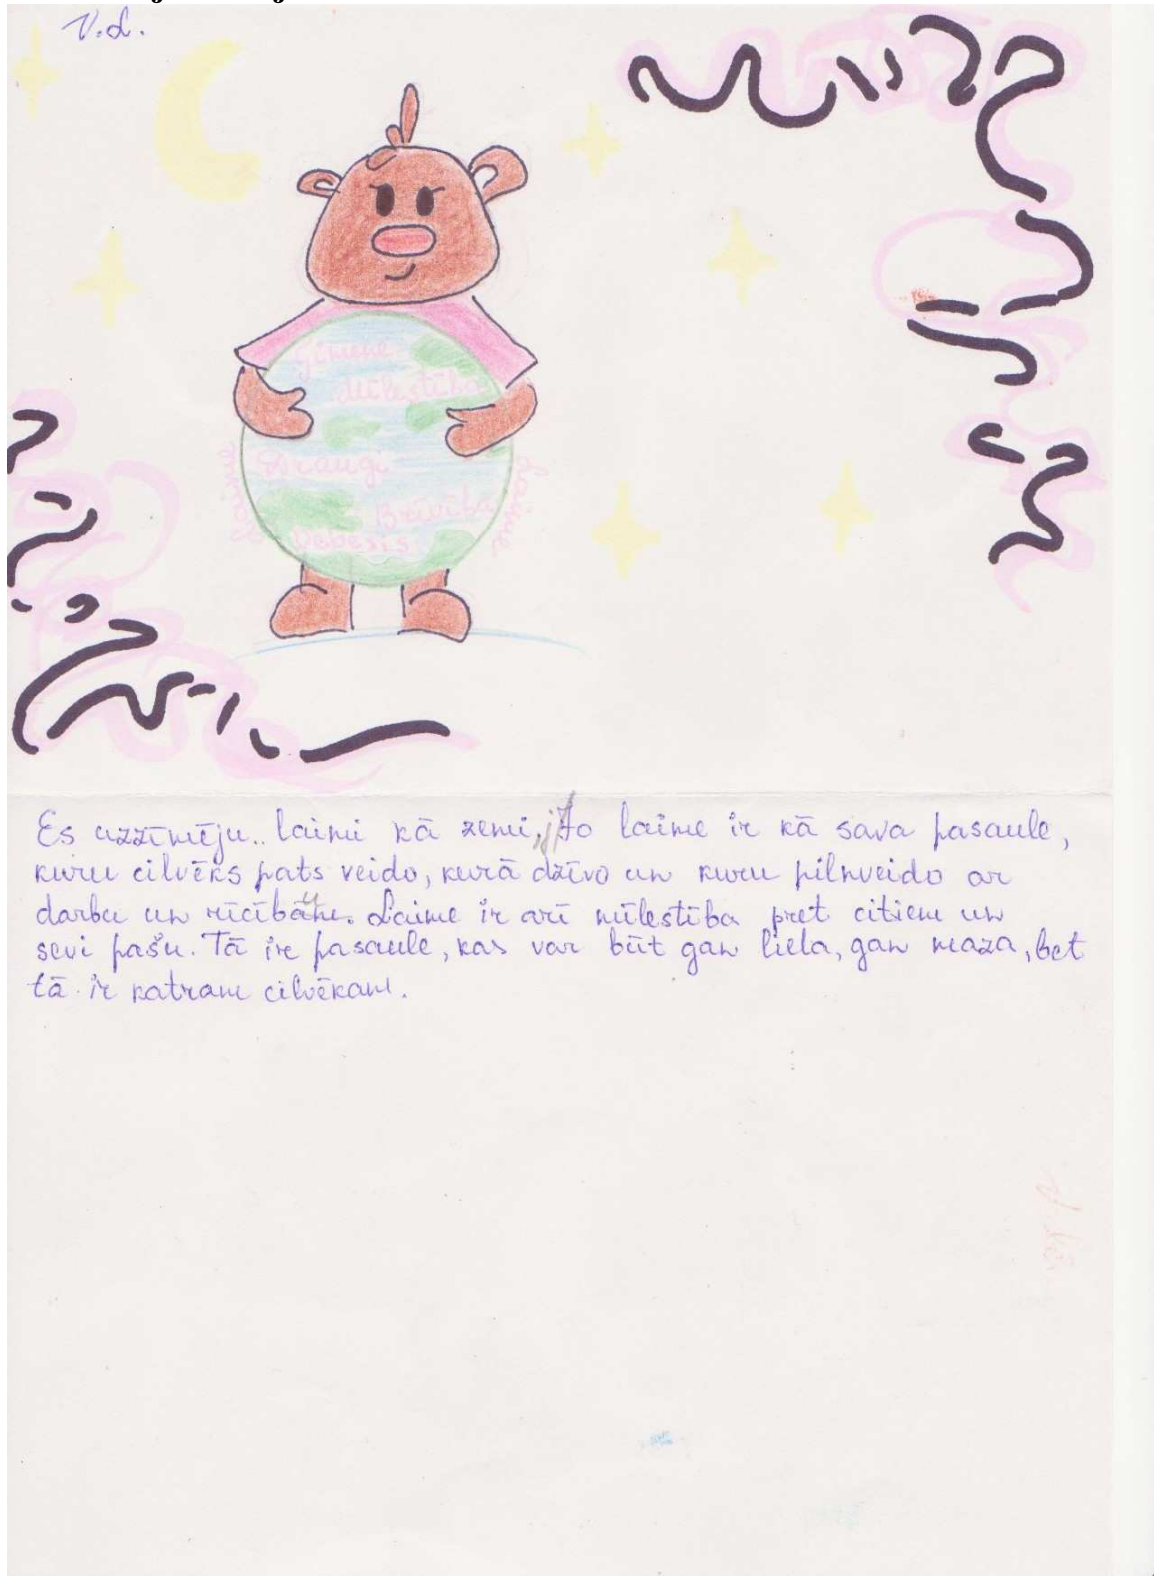 V.L.
Ģimene
Mīlestība
Draugi
Brīvība
Debesis
Laime
Es uzzīmēju laimi kā zemi, jo laime ir kā sava pasaule,
kuru cilvēks pats veido, kurā dzīvo un kuru pilnveido ar
darbu un rīcību. Laime ir arī mīlestība pret citiem un
sevi pašu. Tā ir pasaule, kas var būt gan liela, gan maza, bet
tā ir katram cilvēkam.